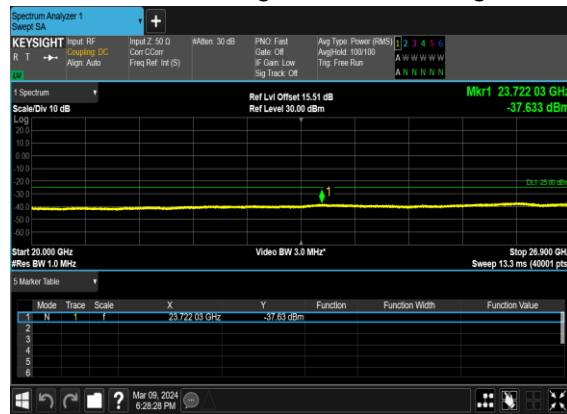 Spectrum Analyzer 1
Swept SA
+
KEYSIGHT Input: RF Input Z: 50 Ω #Atten: 30 dB PNO: Fast Avg Type: Power (RMS) 1 2 3 4 5 6
R T Coupling: DC Corr CCorr Gate: Off Avg|Hold: 100/100 A W W W W W
Align: Auto Freq Ref: Int (S) IF Gain: Low Trig: Free Run
Sig Track: Off A N N N N N
1 Spectrum Ref Lvl Offset 15.51 dB Mkr1 23.722 03 GHz
Scale/Div 10 dB Ref Level 30.00 dBm -37.633 dBm
Log
20.0
10.0
0.00
-10.0
-20.0
DL1 25.00 dBm
-30.0
1
-40.0
-50.0
-60.0
Start 20.000 GHz Video BW 3.0 MHz* Stop 26.900 GHz
#Res BW 1.0 MHz Sweep 13.3 ms (40001 pts
5 Marker Table
Mode Trace Scale X Y Function Function Width Function Value
1 N 1 f 23.722 03 GHz -37.63 dBm
2
3
4
5
6
? Mar 09, 2024
6:28:28 PM